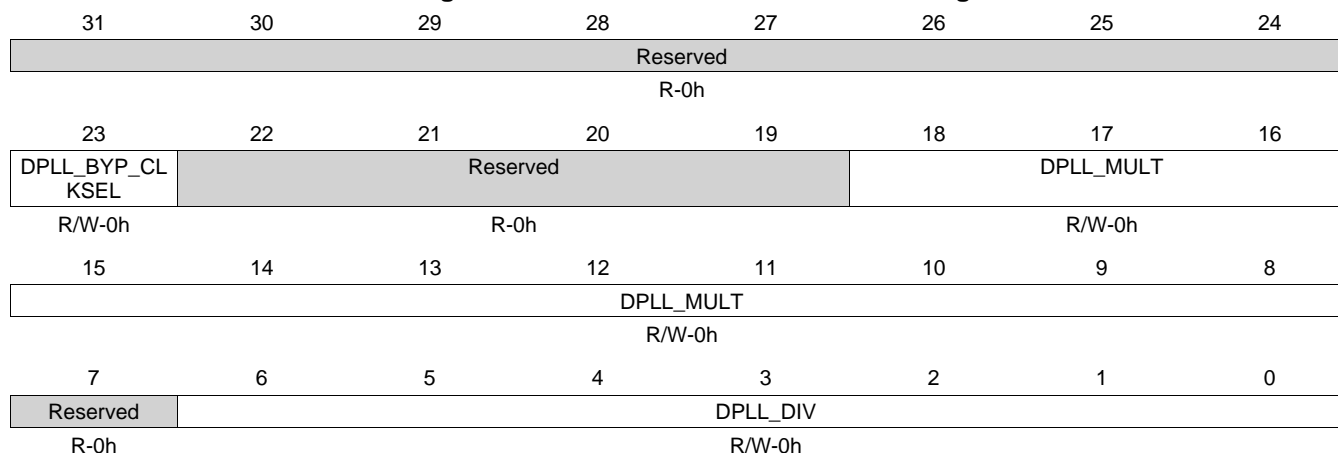 31 30 29 28 27 26 25 24
Reserved
R-0h
23 22 21 20 19 18 17 16
DPLL_BYP_CL
KSEL Reserved DPLL_MULT
R/W-0h R-0h R/W-0h
15 14 13 12 11 10 9 8
DPLL_MULT
R/W-0h
7 6 5 4 3 2 1 0
Reserved DPLL_DIV
R-0h R/W-0h